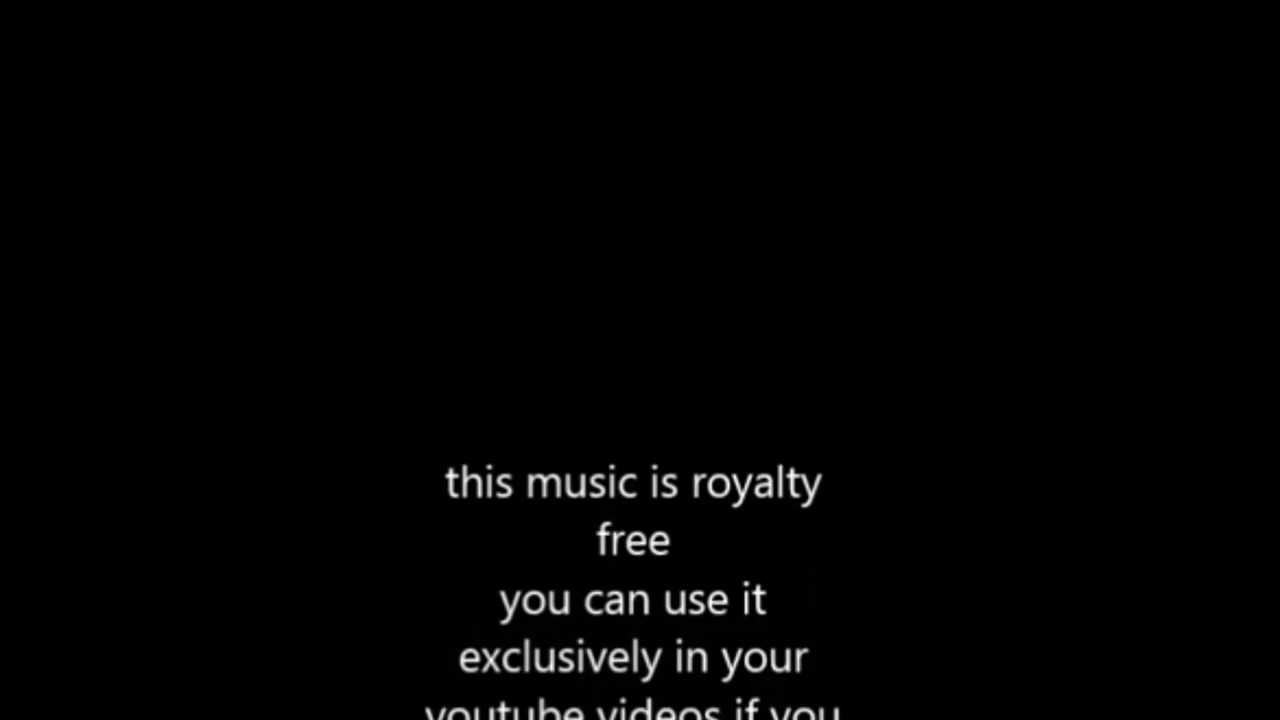 this music is royalty
free
you can use it
exclusively in your
youtube videos if you